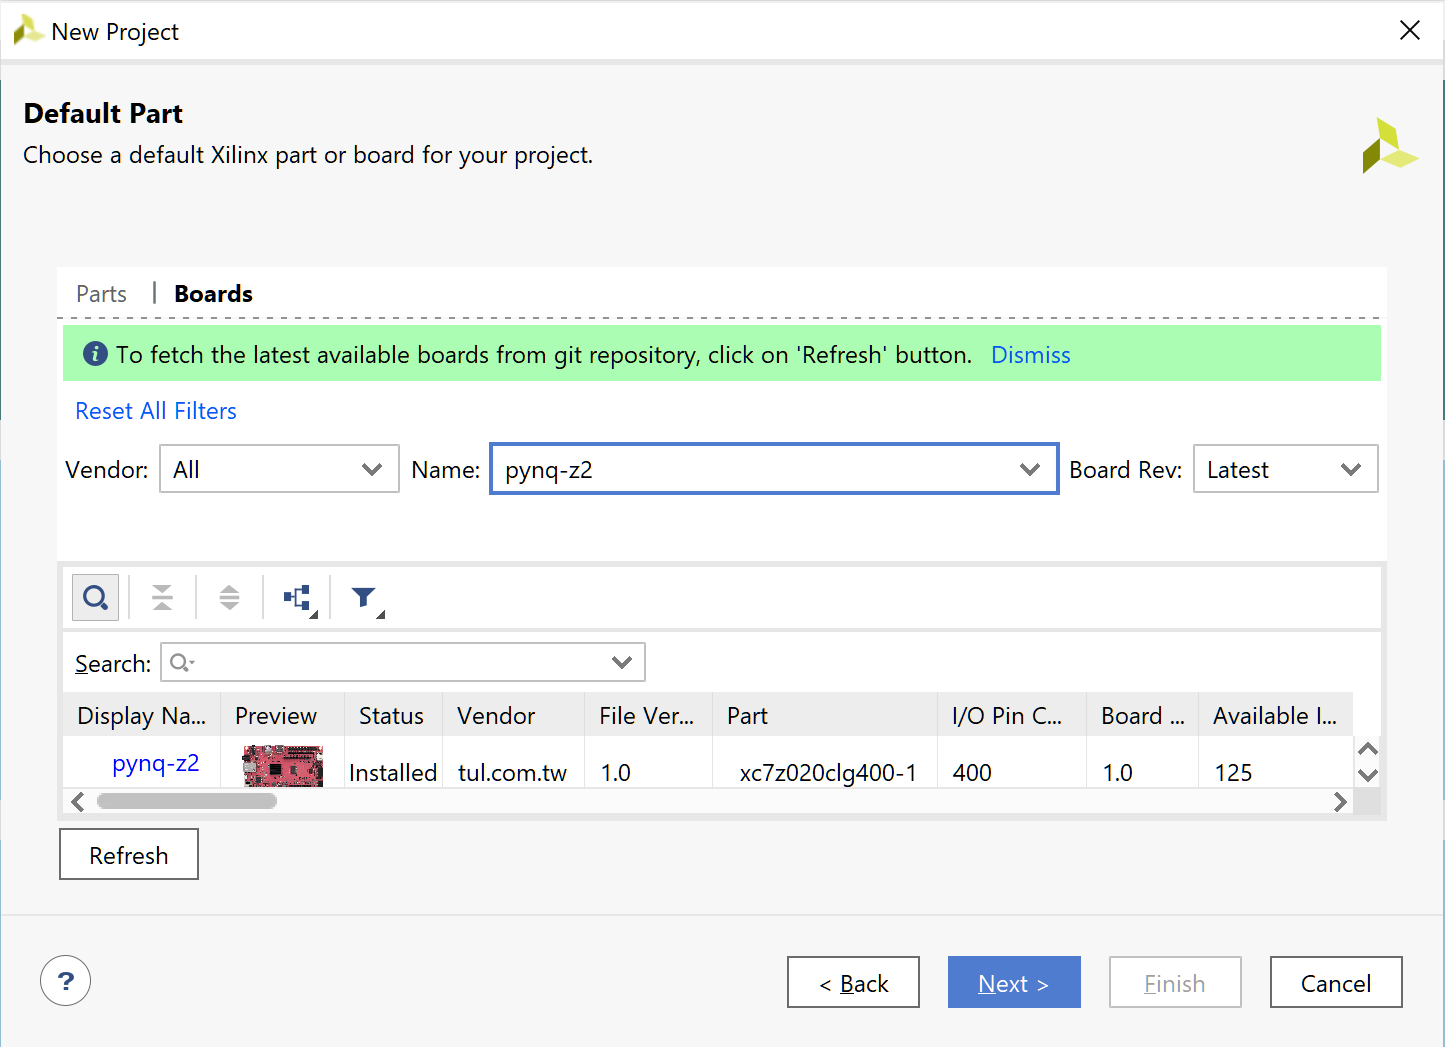 New Project
Default Part
Choose a default Xilinx part or board for your project.
Parts | Boards
To fetch the latest available boards from git repository, click on 'Refresh' button. Dismiss
Reset All Filters
Vendor: All Name: pynq-z2 Board Rev: Latest
Search:
Display Na... Preview Status Vendor File Ver... Part I/O Pin C... Board ... Available I...
pynq-z2 Installed tul.com.tw 1.0 xc7z020clg400-1 400 1.0 125
Refresh
? < Back Next > Finish Cancel